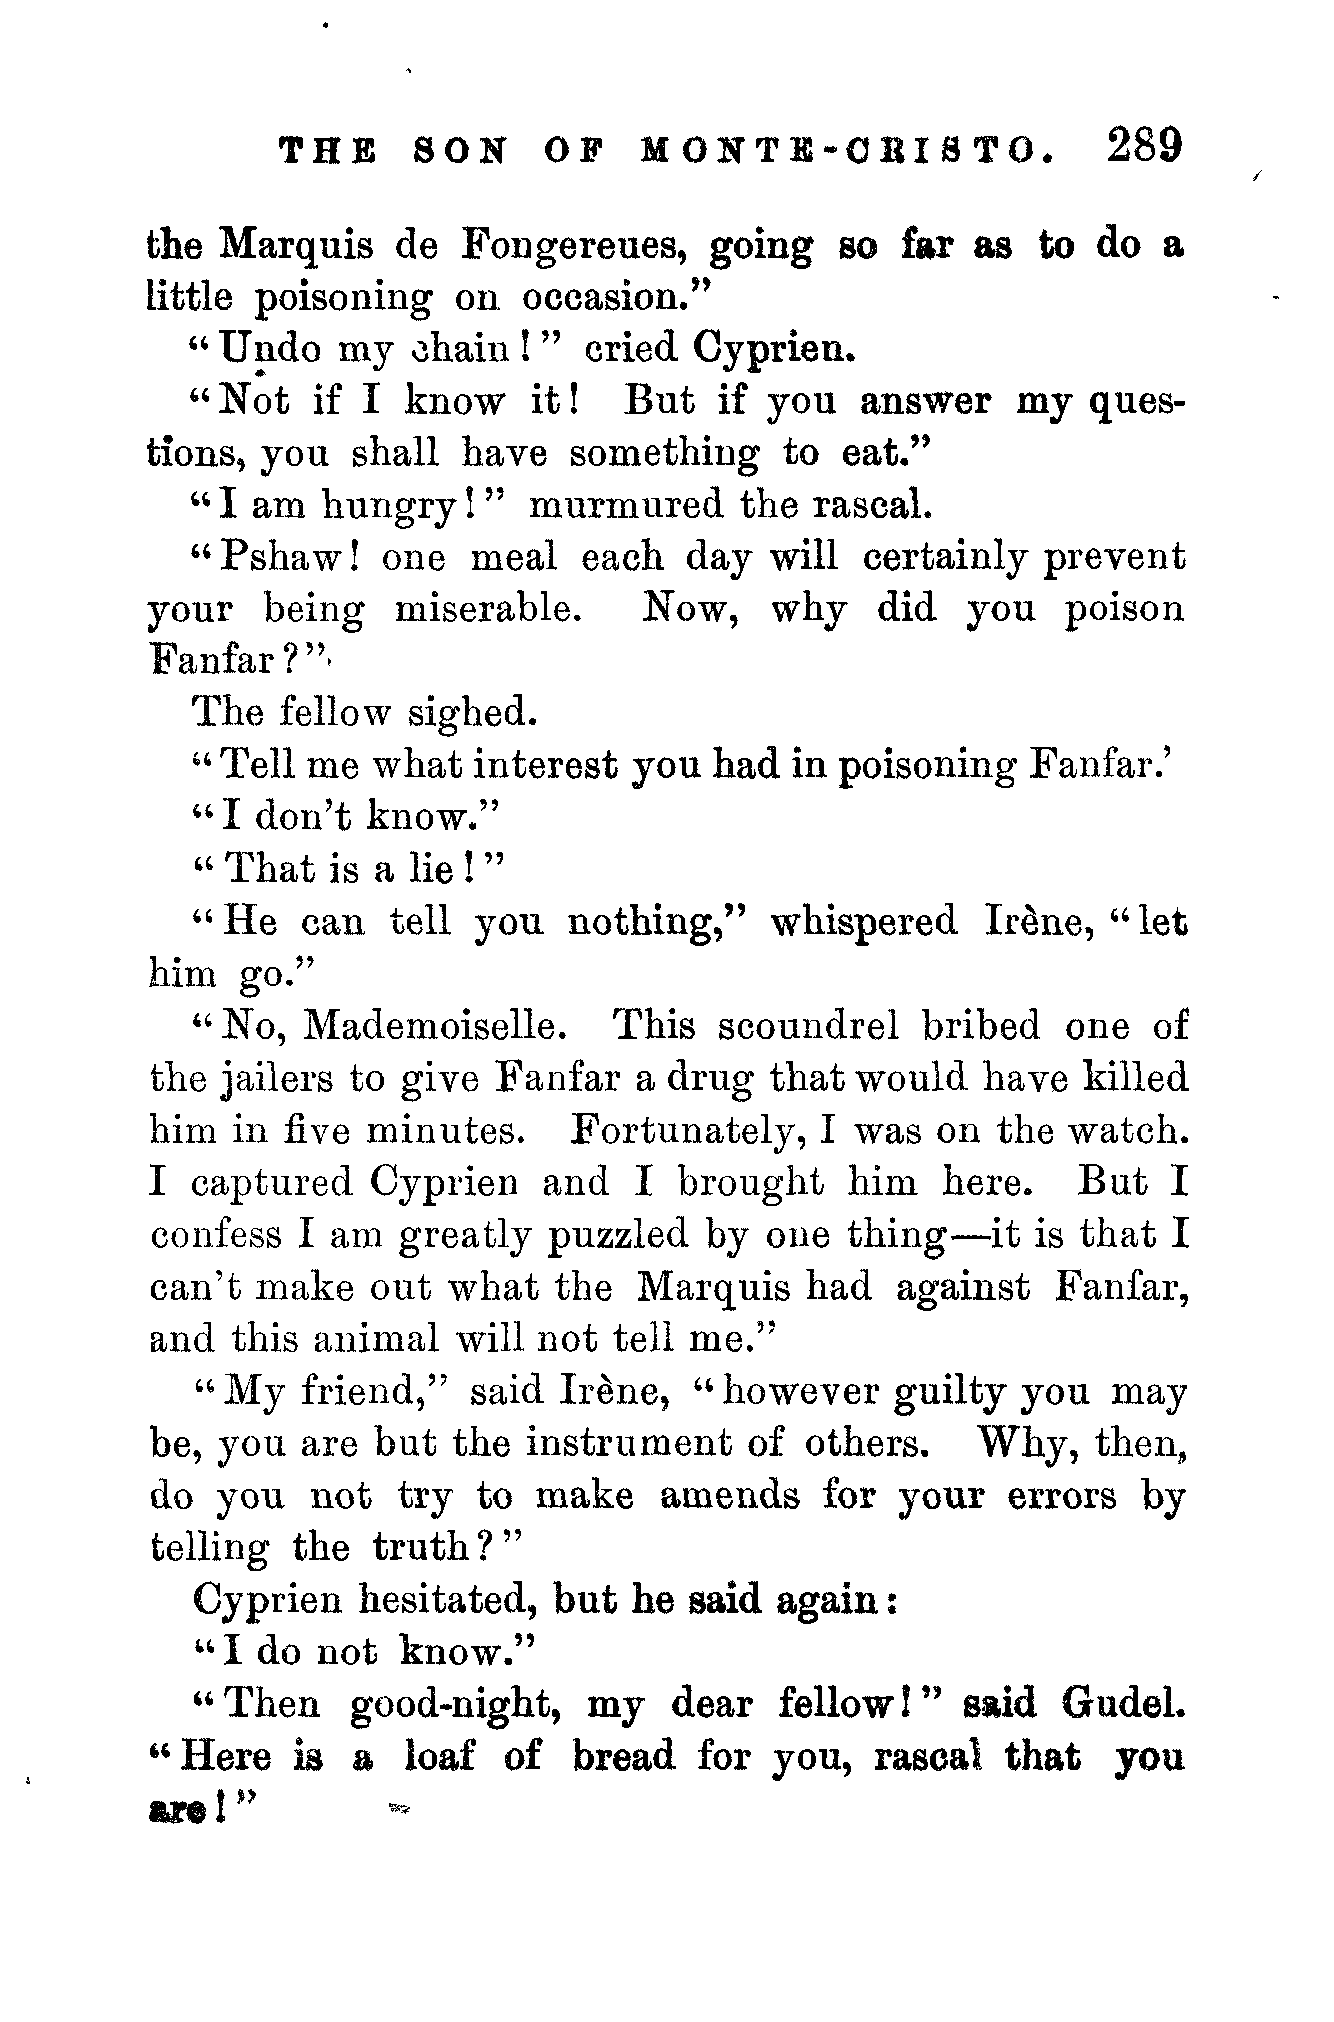 THE SON OF MONTE-CRISTO. 289
the Marquis de Fongereues, going so far as to do a
little poisoning on occasion.”
“Undo my chain!” cried Cyprien.
“Not if I know it! But if you answer my ques-
tions, you shall have something to eat.”
“I am hungry!” murmured the rascal.
“Pshaw! one meal each day will certainly prevent
your being miserable. Now, why did you poison
Fanfar?”
The fellow sighed.
“Tell me what interest you had in poisoning Fanfar.’
“I don’t know.”
“That is a lie!”
“He can tell you nothing,” whispered Irène, “let
him go.”
“No, Mademoiselle. This scoundrel bribed one of
the jailers to give Fanfar a drug that would have killed
him in five minutes. Fortunately, I was on the watch.
I captured Cyprien and I brought him here. But I
confess I am greatly puzzled by one thing—it is that I
can’t make out what the Marquis had against Fanfar,
and this animal will not tell me.”
“My friend,” said Irène, “however guilty you may
be, you are but the instrument of others. Why, then,
do you not try to make amends for your errors by
telling the truth?”
Cyprien hesitated, but he said again:
“I do not know.”
“Then good-night, my dear fellow!” said Gudel.
“Here is a loaf of bread for you, rascal that you
are!”